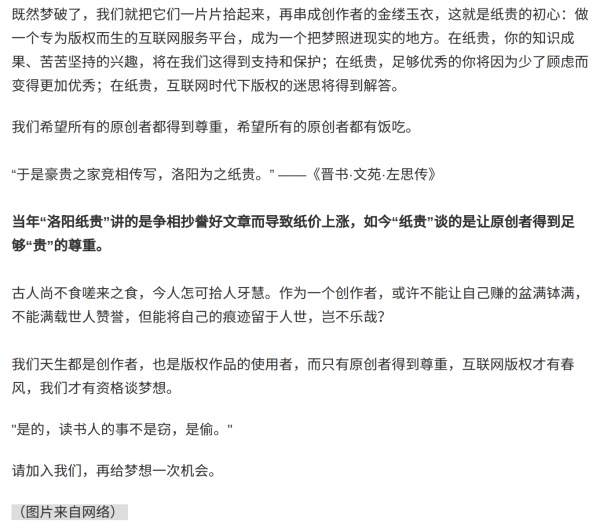 既然梦破了，我们就把它们一片片拾起来，再串成创作者的金缕玉衣，这就是纸贵的初心：做
一个专为版权而生的互联网服务平台，成为一个把梦照进现实的地方。在纸贵，你的知识成
果、苦苦坚持的兴趣，将在我们这得到支持和保护；在纸贵，足够优秀的你将因为少了顾虑而
变得更加优秀；在纸贵，互联网时代下版权的迷思将得到解答。
我们希望所有的原创者都得到尊重，希望所有的原创者都有饭吃。
“于是豪贵之家竞相传写，洛阳为之纸贵。” ——《晋书·文苑·左思传》
当年“洛阳纸贵”讲的是争相抄誊好文章而导致纸价上涨，如今“纸贵”谈的是让原创者得到足
够“贵”的尊重。
古人尚不食嗟来之食，今人怎可拾人牙慧。作为一个创作者，或许不能让自己赚的盆满钵满，
不能满载世人赞誉，但能将自己的痕迹留于人世，岂不乐哉？
我们天生都是创作者，也是版权作品的使用者，而只有原创者得到尊重，互联网版权才有春
风，我们才有资格谈梦想。
"是的，读书人的事不是窃，是偷。"
请加入我们，再给梦想一次机会。
（图片来自网络）